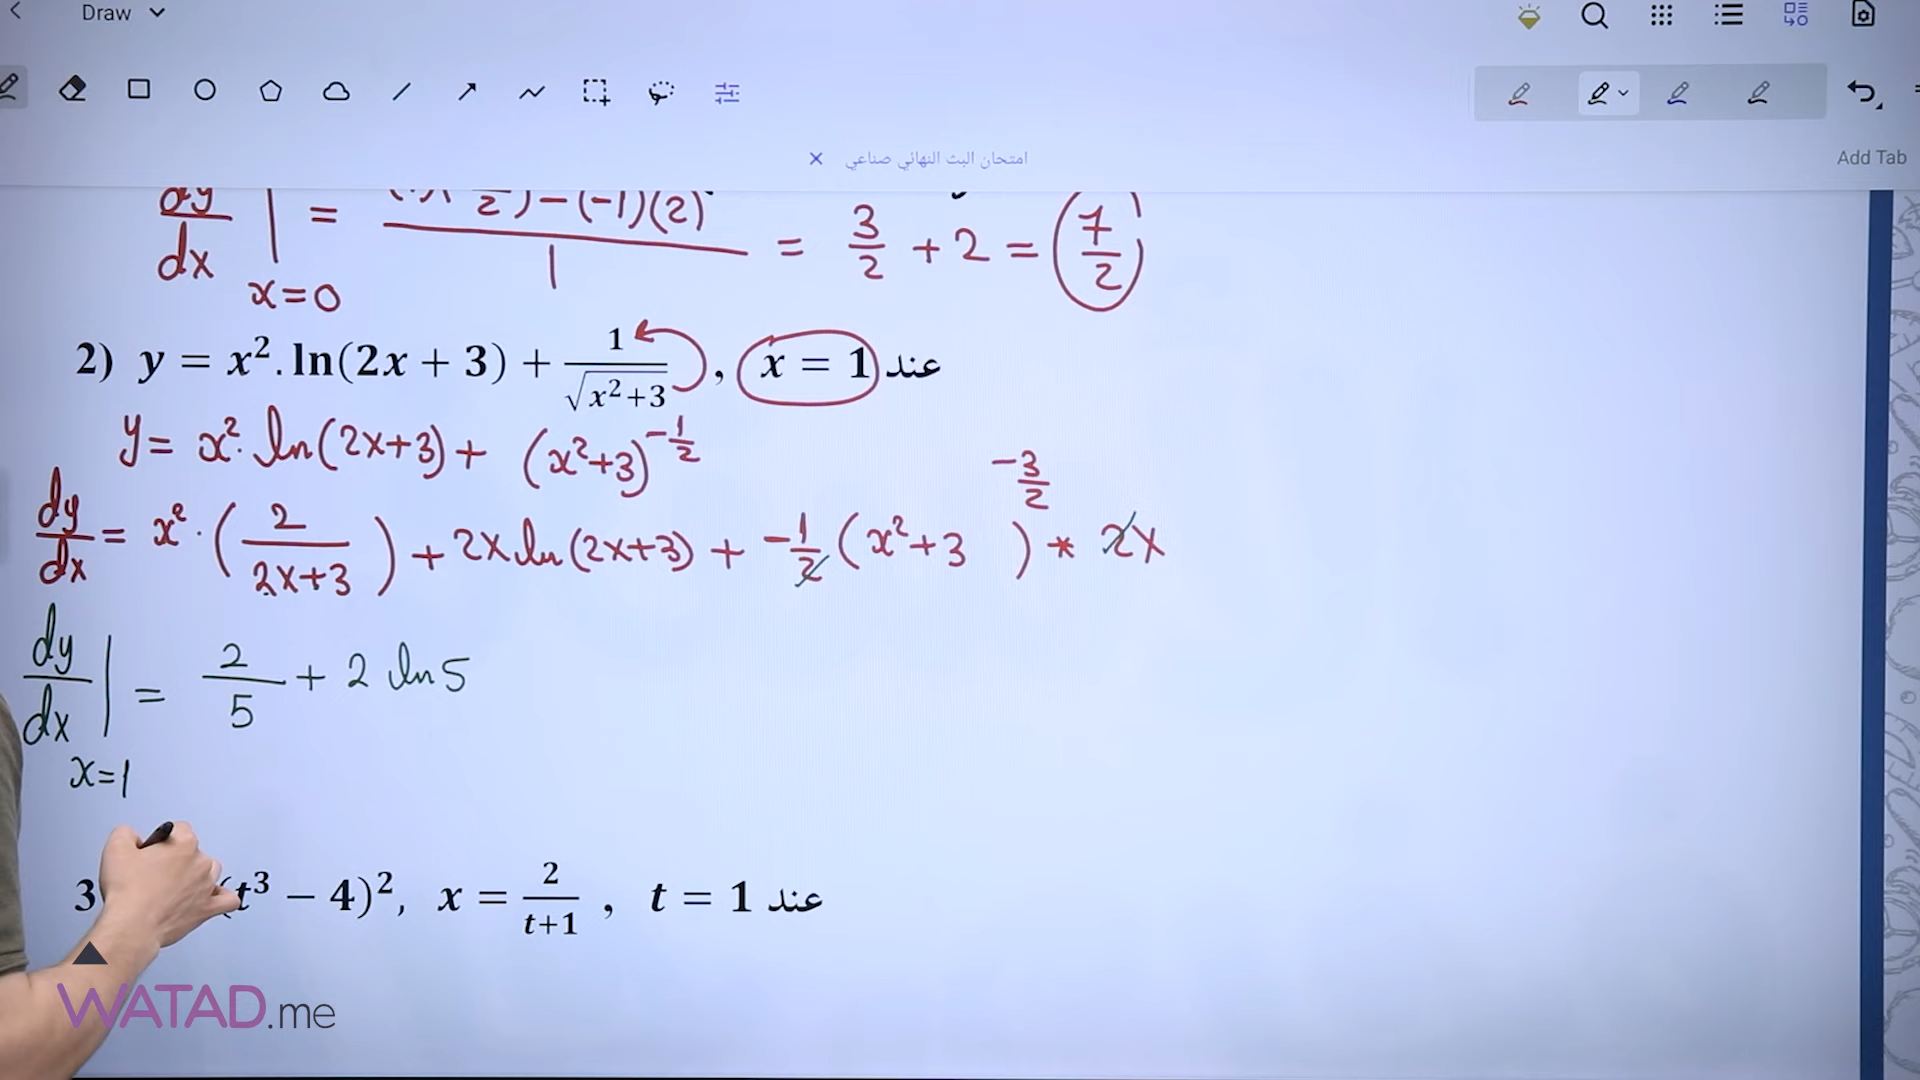 Draw
امتحان البث النهائي صناعي
Add Tab
dy/dx | x=0 = ... 2) - (-1)(2) / 1 = 3/2 + 2 = 7/2
2) y = x². ln(2x + 3) + 1/√(x²+3) , x = 1 عند
y = x². ln(2x+3) + (x²+3)^(-1/2)
dy/dx = x² . (2/(2x+3)) + 2x ln(2x+3) + -1/2 (x²+3)^(-3/2) * 2x
dy/dx | x=1 = 2/5 + 2 ln5
3 (t³ − 4)², x = 2/(t+1) , t = 1 عند
WATAD.me